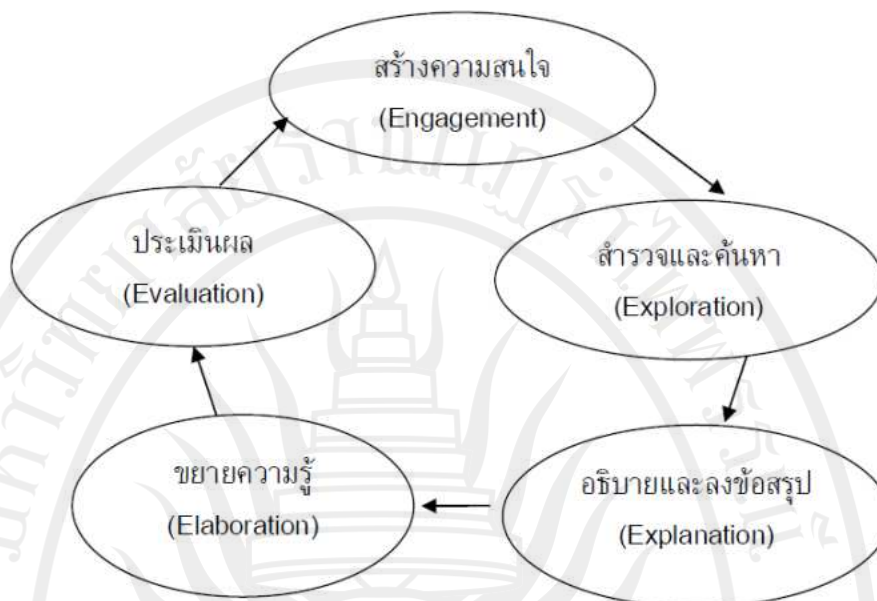 สร้างความสนใจ
(Engagement)
สำรวจและค้นหา
(Exploration)
อธิบายและลงข้อสรุป
(Explanation)
ขยายความรู้
(Elaboration)
ประเมินผล
(Evaluation)